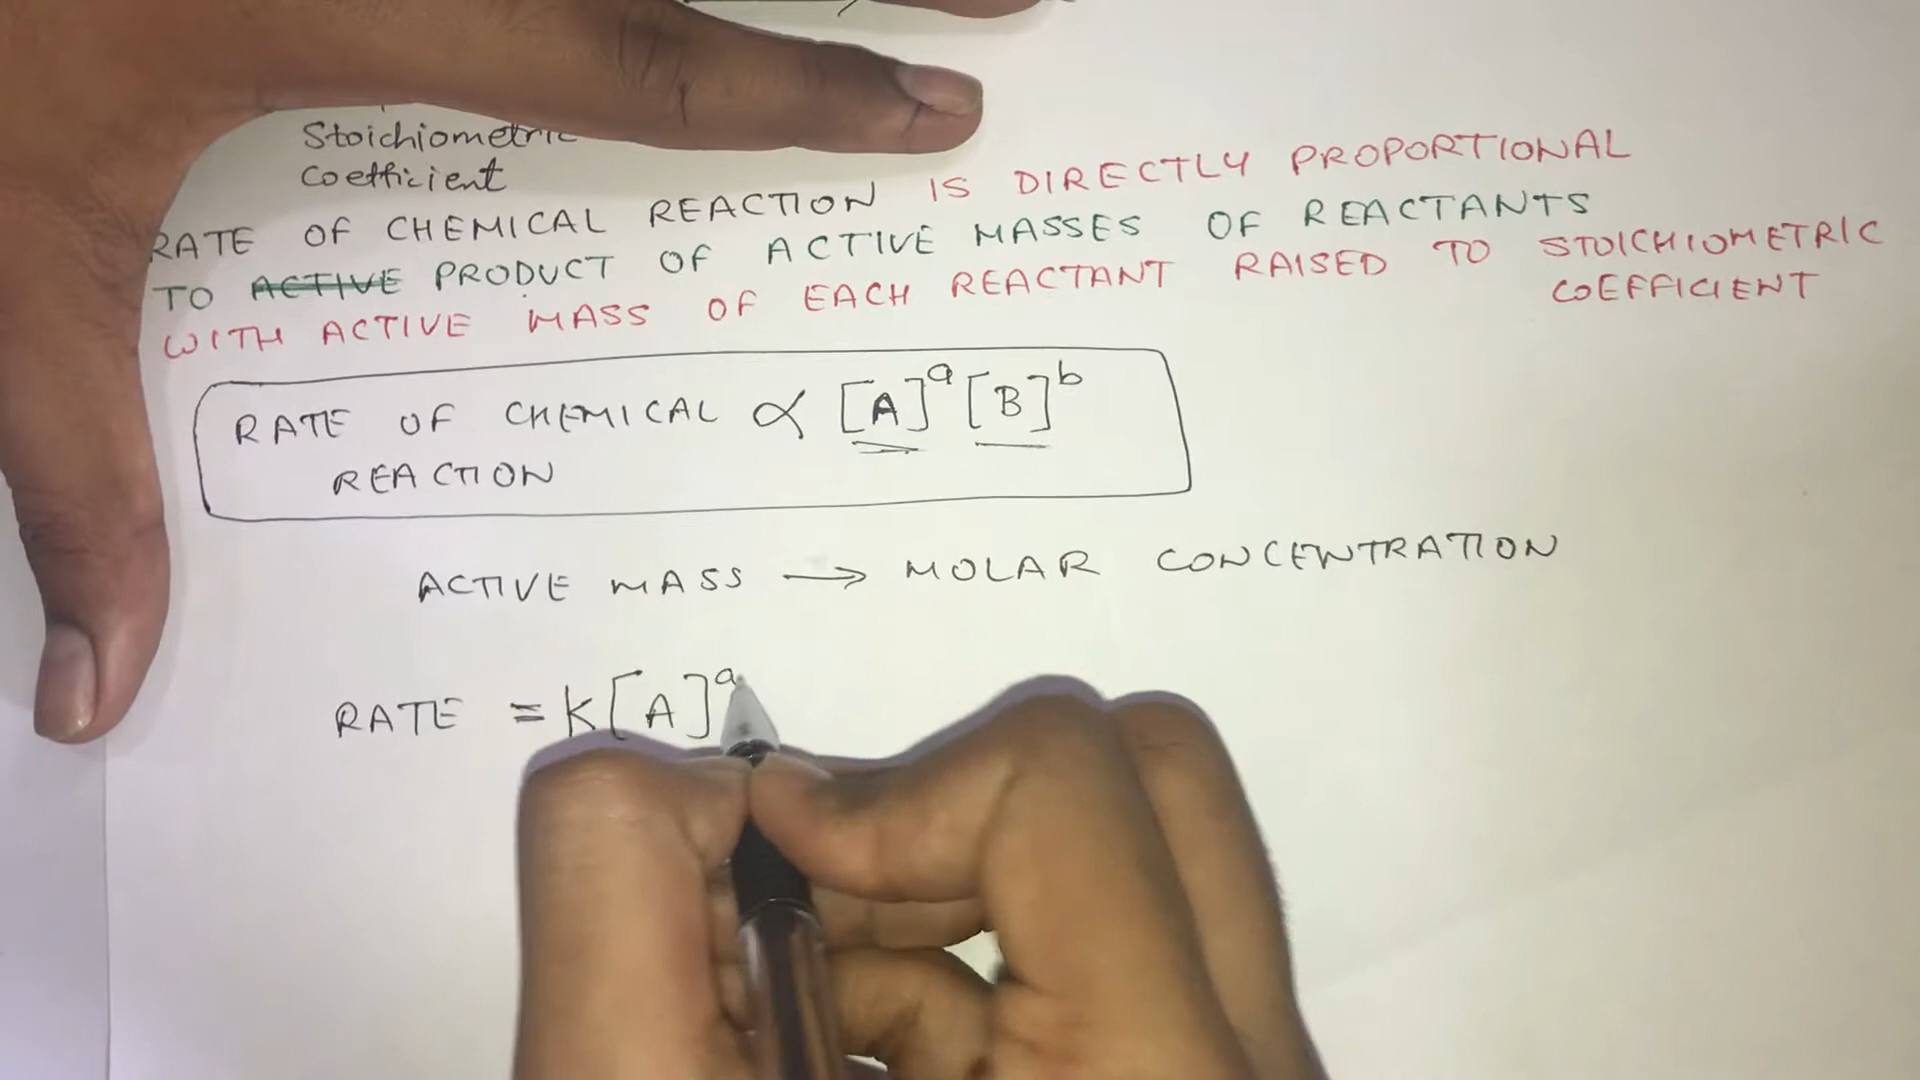 Stoichiometric
Coefficient
RATE OF CHEMICAL REACTION IS DIRECTLY PROPORTIONAL
TO ACTIVE PRODUCT OF ACTIVE MASSES OF REACTANTS
WITH ACTIVE MASS OF EACH REACTANT RAISED TO STOICHIOMETRIC
COEFFICIENT
RATE OF CHEMICAL ∝ [A]^a [B]^b
REACTION
ACTIVE MASS → MOLAR CONCENTRATION
RATE = K[A]^a